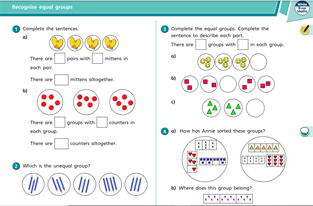 Recognise equal groups
White Rose Maths
1 Complete the sentences.
a)
There are pairs with mittens in
each pair.
There are mittens altogether.
b)
There are groups with counters in
each group.
There are counters altogether.
2 Which is the unequal group?
3 Complete the equal groups. Complete the
sentence to describe each part.
There are groups with in each group.
a)
b)
c)
4 a) How has Annie sorted these groups?
b) Where does this group belong?